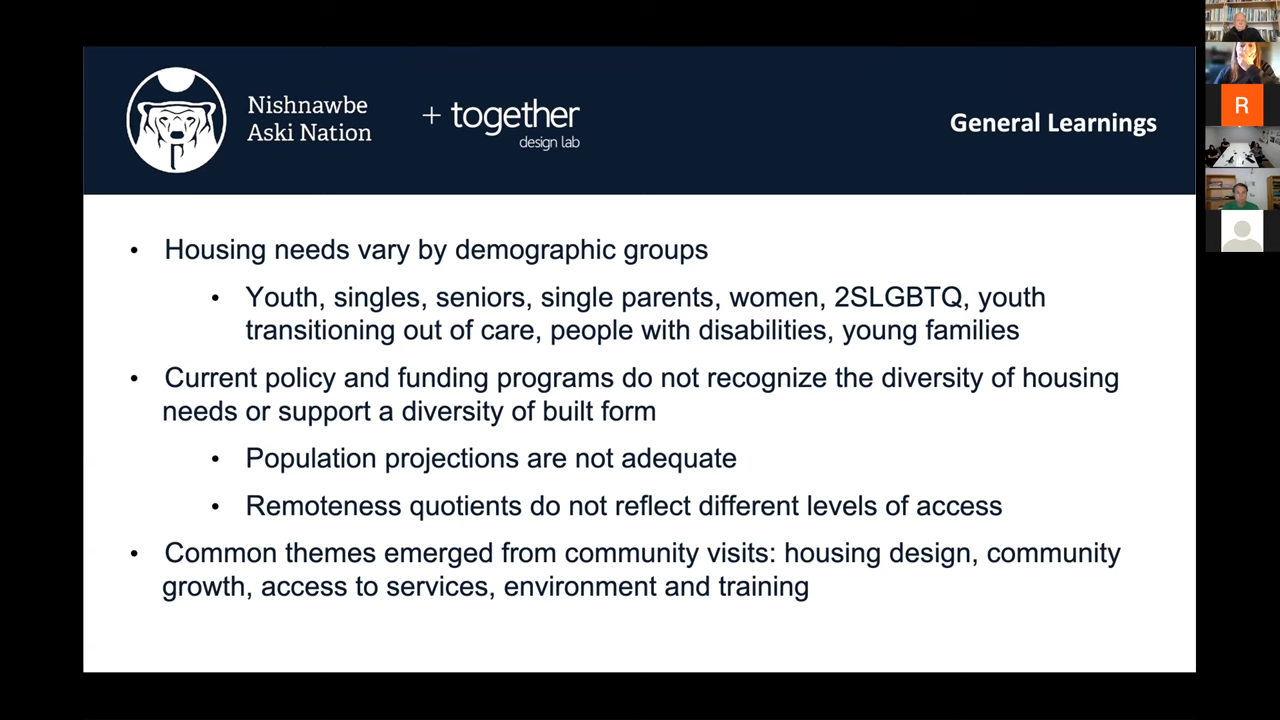 Nishnawbe
Aski Nation
+ together
design lab
General Learnings
• Housing needs vary by demographic groups
• Youth, singles, seniors, single parents, women, 2SLGBTQ, youth
transitioning out of care, people with disabilities, young families
• Current policy and funding programs do not recognize the diversity of housing
needs or support a diversity of built form
• Population projections are not adequate
• Remoteness quotients do not reflect different levels of access
• Common themes emerged from community visits: housing design, community
growth, access to services, environment and training
R